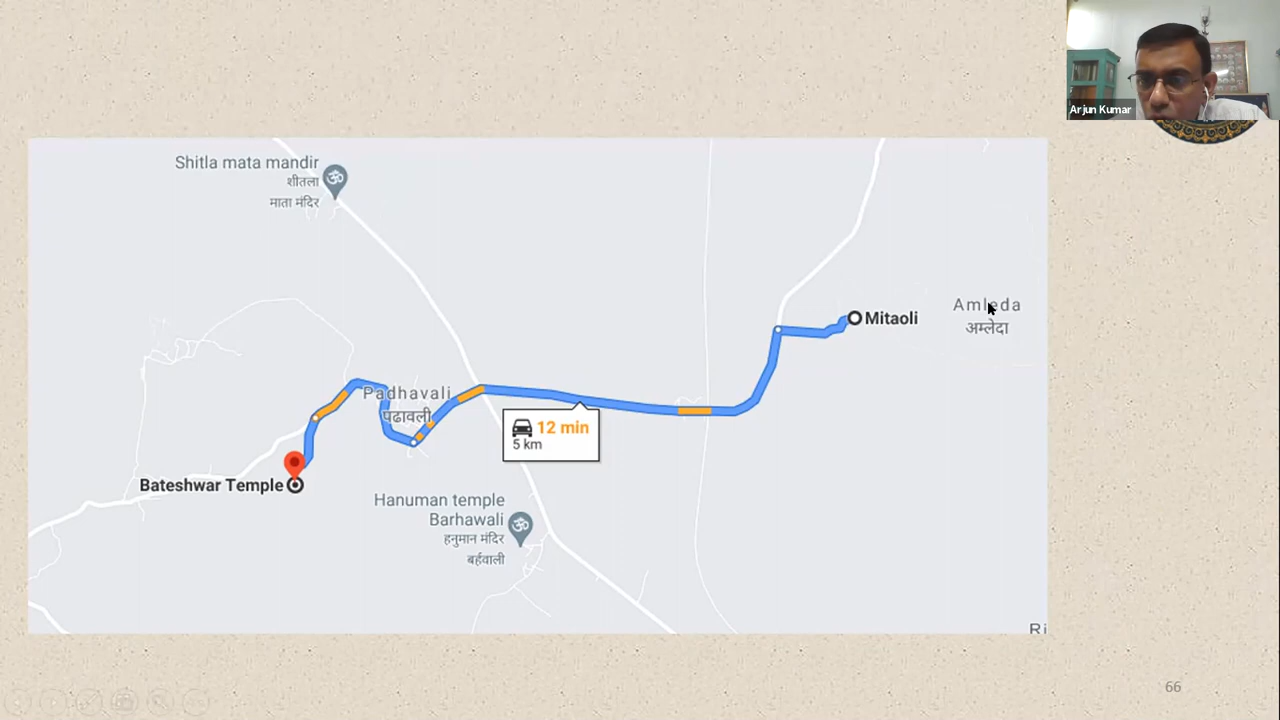 Arjun Kumar
Shitla mata mandir
शीतला
माता मंदिर
Mitaoli
Amleda
अम्लेदा
Padhavali
पढावली
12 min
5 km
Bateshwar Temple
Hanuman temple
Barhawali
हनुमान मंदिर
बर्हवाली
Ri
66